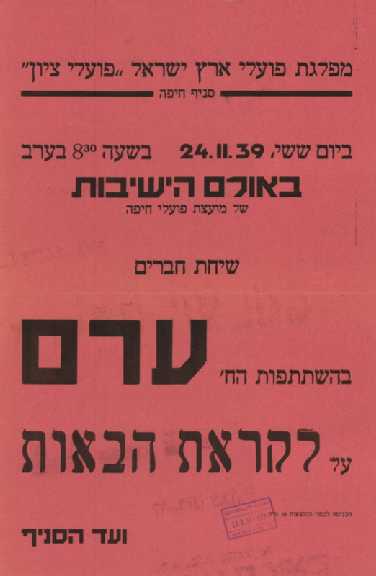 מפלגת פועלי ארץ ישראל „פועלי ציון”
סניף חיפה
ביום ששי, 24.11.39 בשעה 8³⁰ בערב
באולם הישיבות
של מועצת פועלי חיפה
שיחת חברים
בהשתתפות הח׳ ערם
על לקראת הבאות
ועד הסניף